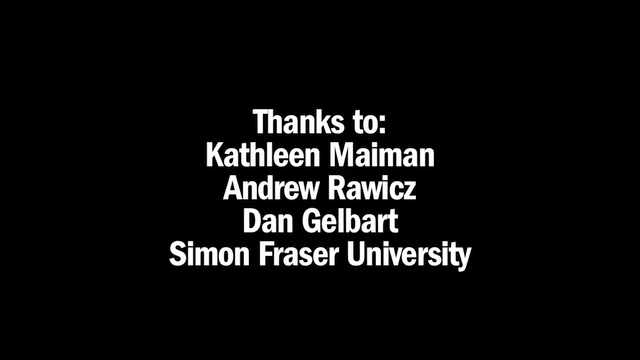 Thanks to:
Kathleen Maiman
Andrew Rawicz
Dan Gelbart
Simon Fraser University